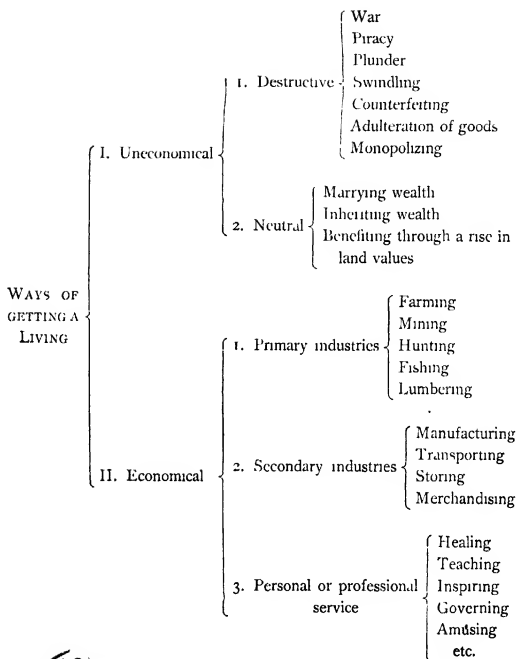 War
Piracy
Plunder
1. Destructive
Swindling
Counterfeiting
Adulteration of goods
Monopolizing
I. Uneconomical
Marrying wealth
Inheriting wealth
2. Neutral
Benefiting through a rise in
land values
WAYS OF
GETTING A
LIVING
Farming
Mining
1. Primary industries
Hunting
Fishing
Lumbering
II. Economical
Manufacturing
Transporting
2. Secondary industries
Storing
Merchandising
Healing
Teaching
3. Personal or professional
service
Inspiring
Governing
Amusing
etc.